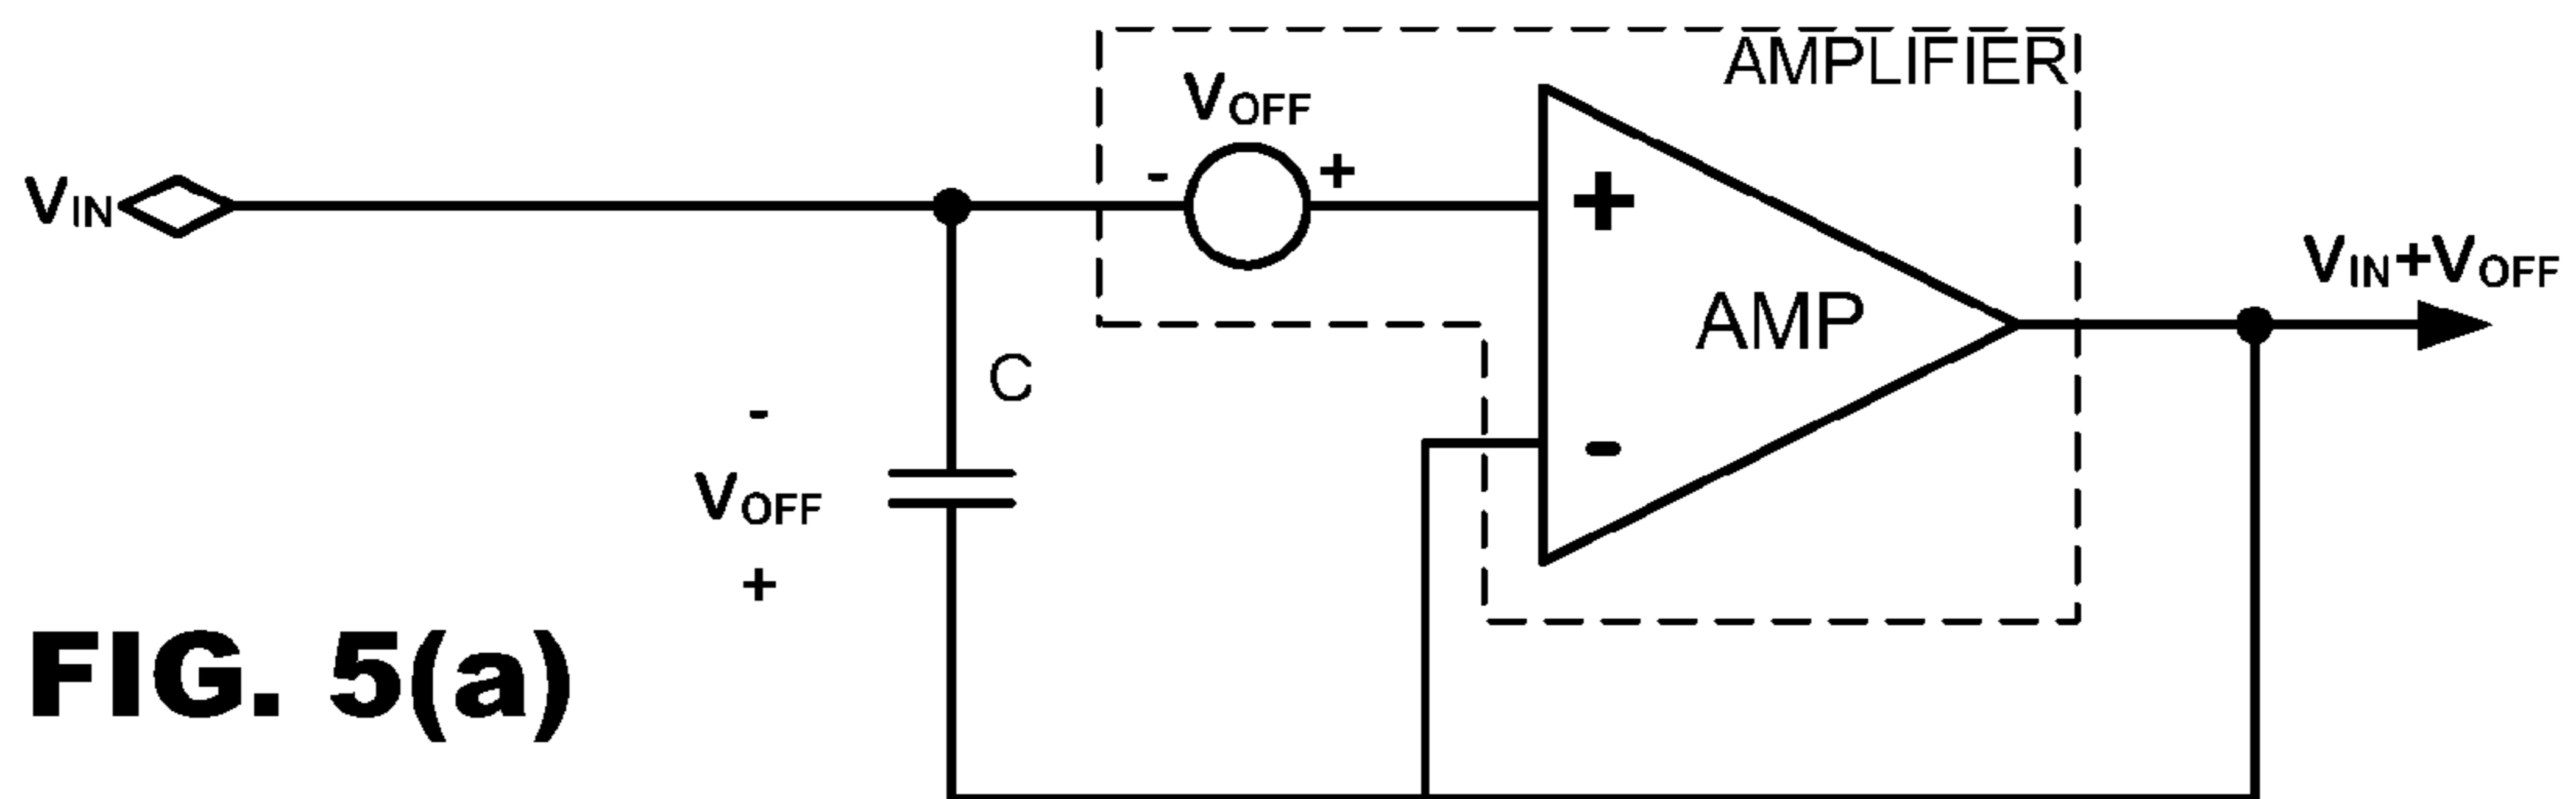 AMPLIFIER
VOFF
- +
VIN
+
VIN+VOFF
AMP
C
-
-
VOFF
+
FIG. 5(a)